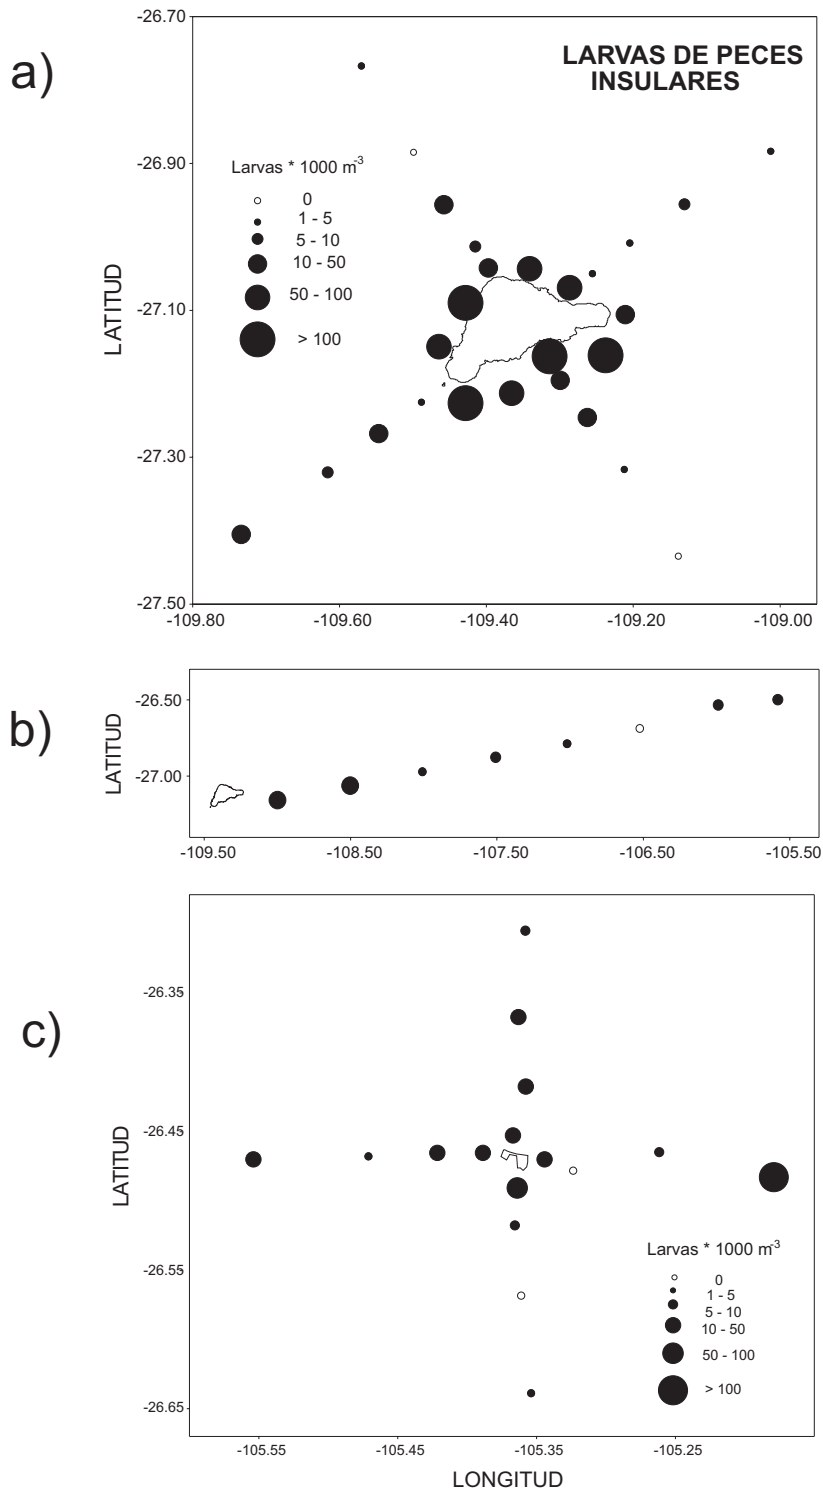 a)
LARVAS DE PECES
INSULARES
Larvas * 1000 m-3
0
1 - 5
5 - 10
10 - 50
50 - 100
> 100
LATITUD
-26.70
-26.90
-27.10
-27.30
-27.50
-109.80 -109.60 -109.40 -109.20 -109.00
b)
LATITUD
-26.50
-27.00
-109.50 -108.50 -107.50 -106.50 -105.50
c)
LATITUD
-26.35
-26.45
-26.55
-26.65
Larvas * 1000 m-3
0
1 - 5
5 - 10
10 - 50
50 - 100
> 100
-105.55 -105.45 -105.35 -105.25
LONGITUD